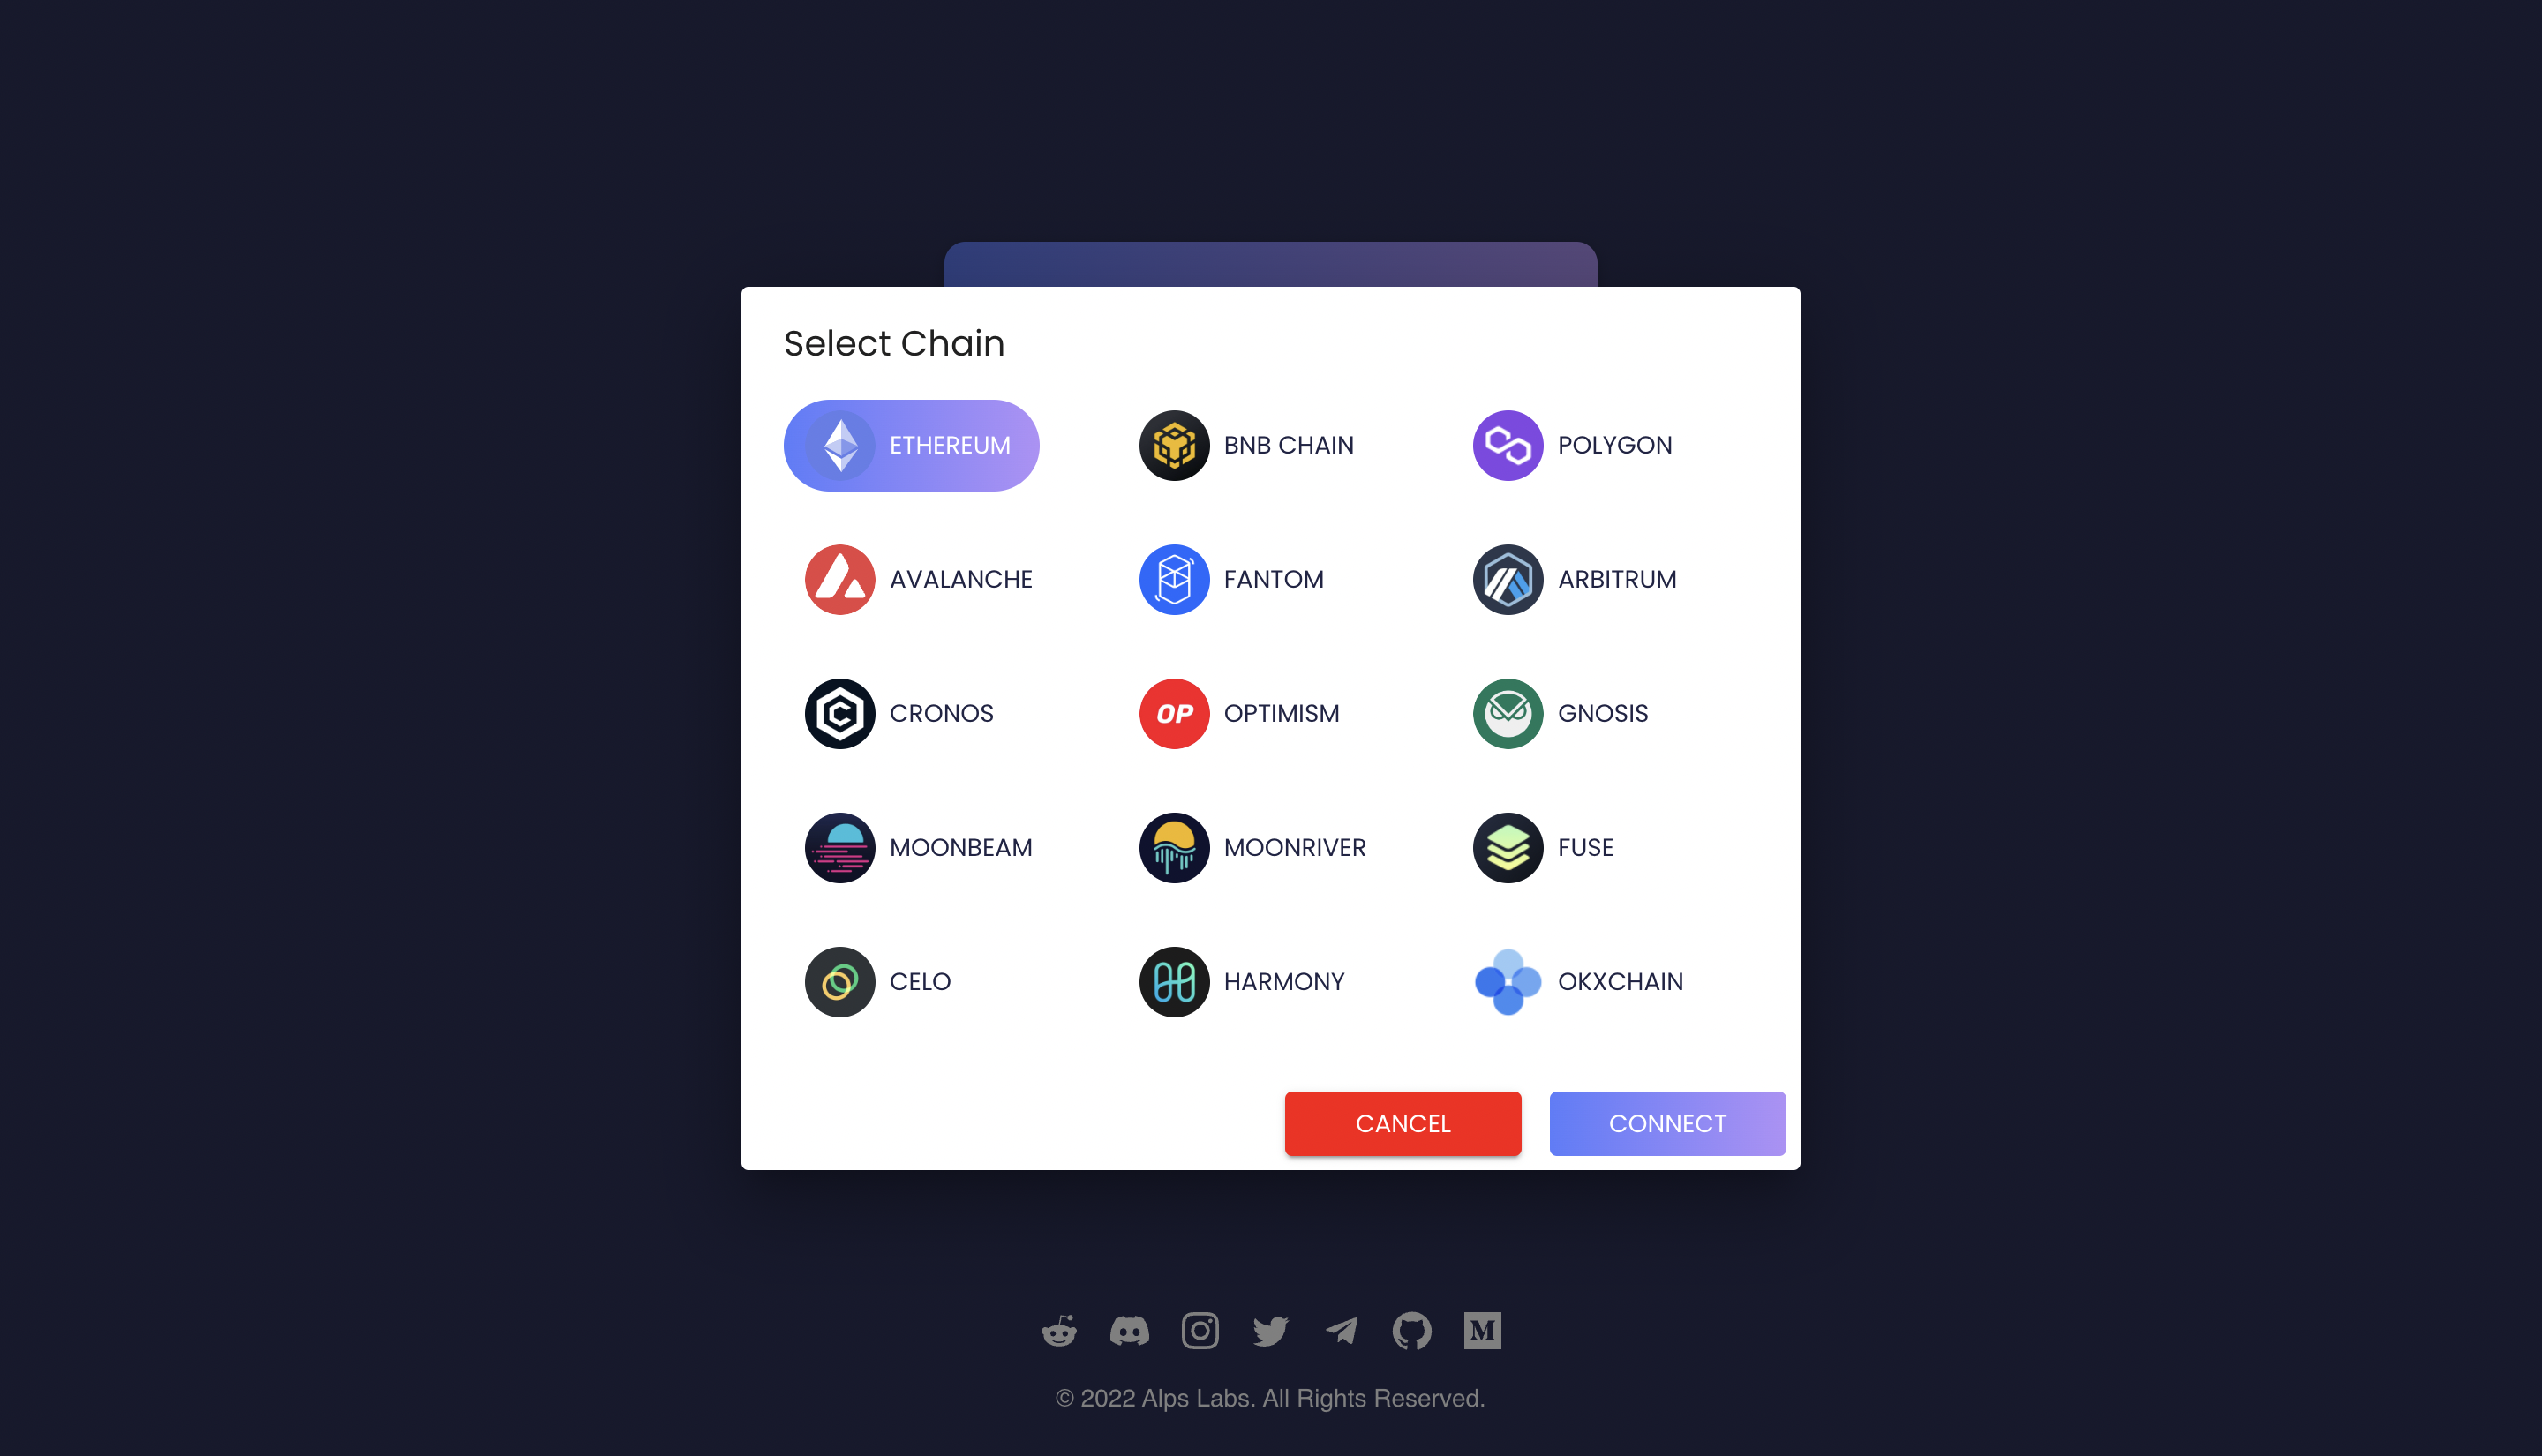 Select Chain
ETHEREUM
BNB CHAIN
POLYGON
AVALANCHE
FANTOM
ARBITRUM
CRONOS
OP
OPTIMISM
GNOSIS
MOONBEAM
MOONRIVER
FUSE
CELO
HARMONY
OKXCHAIN
CANCEL
CONNECT
M
© 2022 Alps Labs. All Rights Reserved.